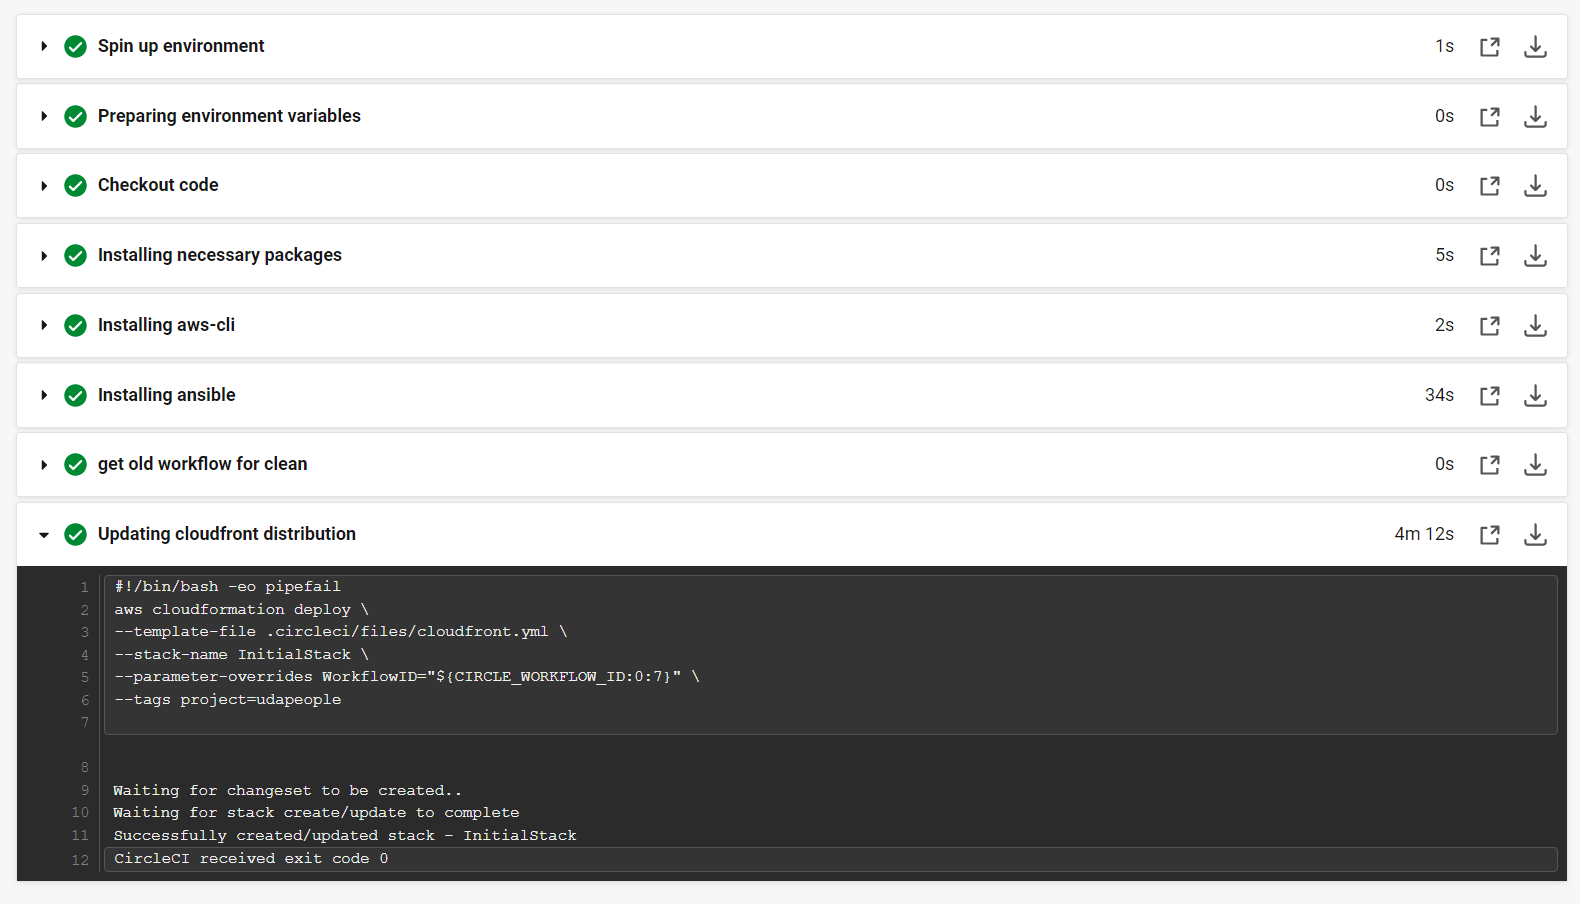 Spin up environment 1s
Preparing environment variables 0s
Checkout code 0s
Installing necessary packages 5s
Installing aws-cli 2s
Installing ansible 34s
get old workflow for clean 0s
Updating cloudfront distribution 4m 12s
1 #!/bin/bash -eo pipefail
2 aws cloudformation deploy \
3 --template-file .circleci/files/cloudfront.yml \
4 --stack-name InitialStack \
5 --parameter-overrides WorkflowID="${CIRCLE_WORKFLOW_ID:0:7}" \
6 --tags project=udapeople
7
8
9 Waiting for changeset to be created..
10 Waiting for stack create/update to complete
11 Successfully created/updated stack - InitialStack
12 CircleCI received exit code 0